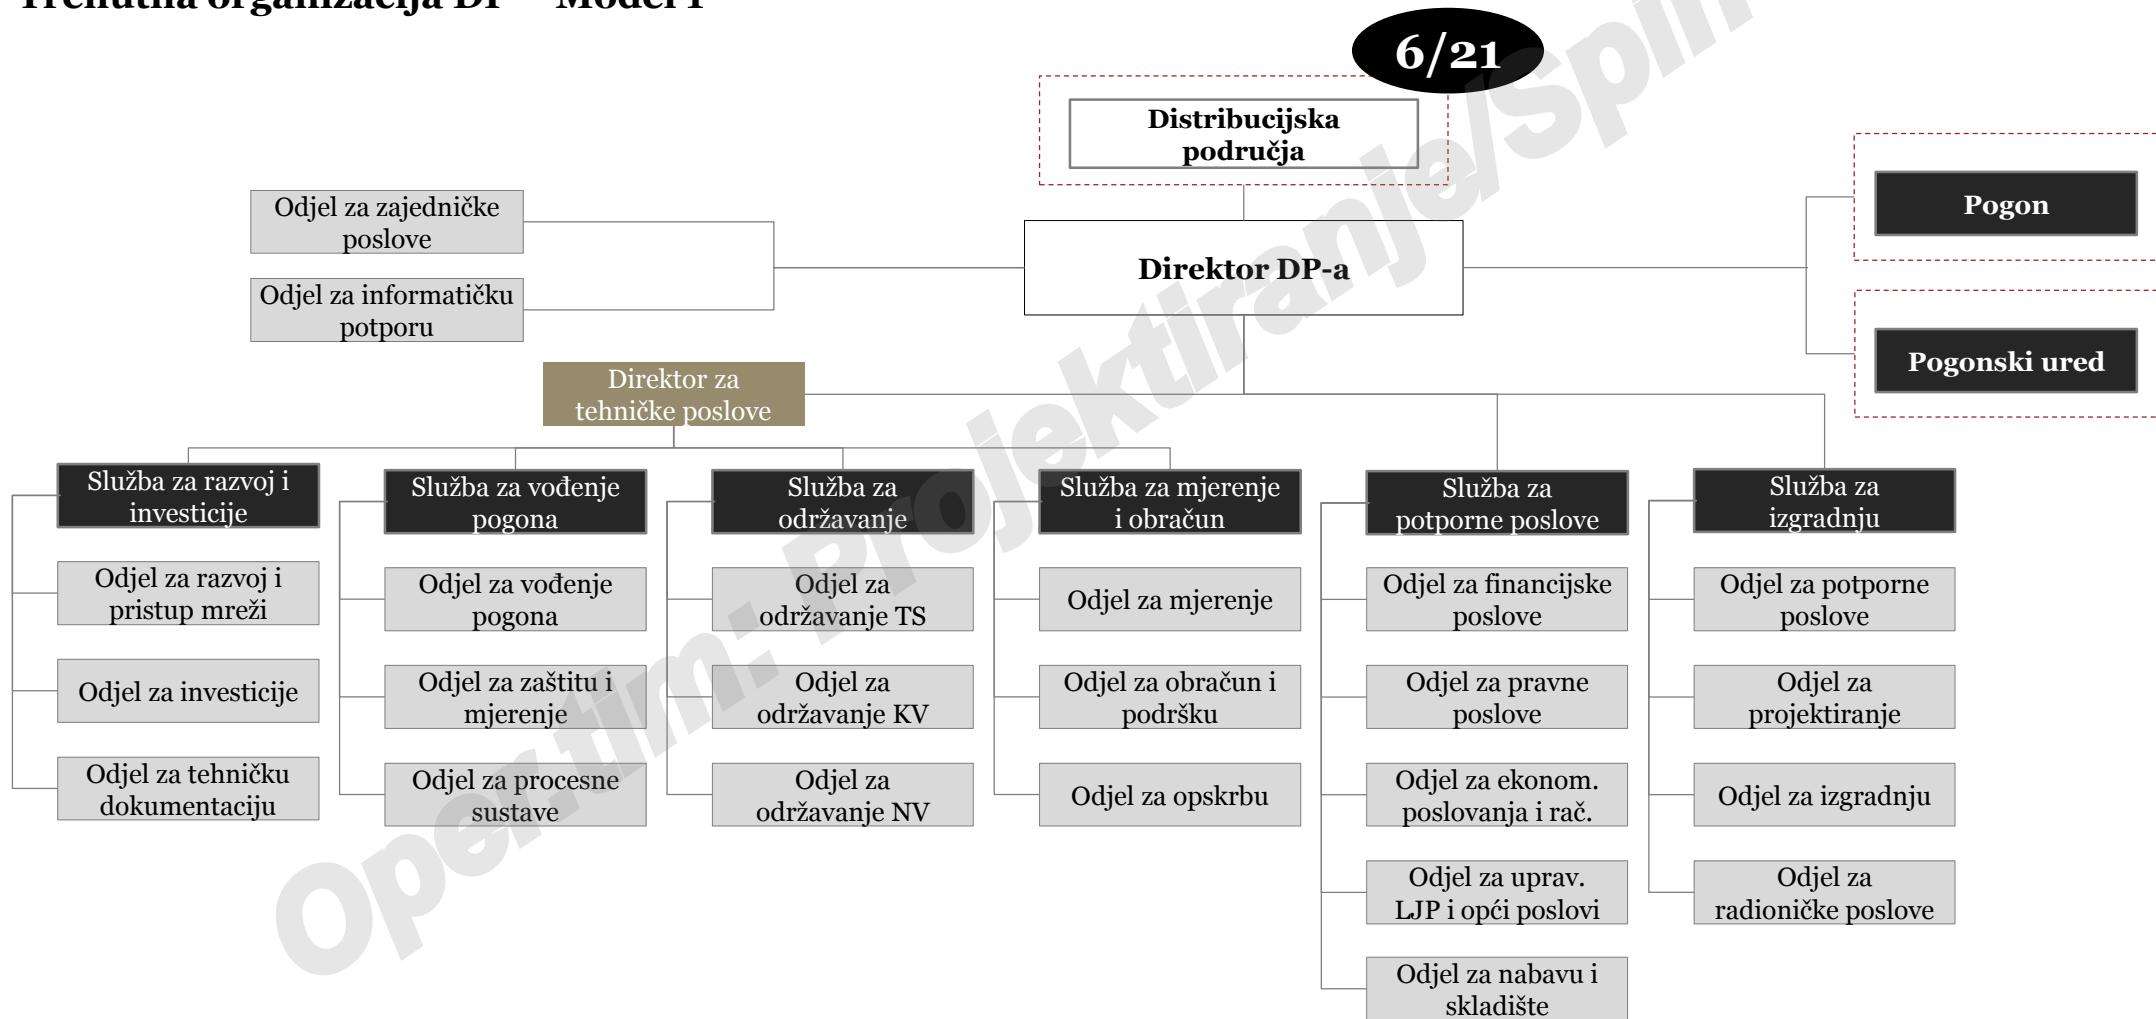 Trenutna organizacija DP – Model 1
6/21
Distribucijska
područja
Odjel za zajedničke
poslove
Pogon
Direktor DP-a
Odjel za informatičku
potporu
Pogonski ured
Direktor za
tehničke poslove
Služba za razvoj i
investicije
Služba za vođenje
pogona
Služba za
održavanje
Služba za mjerenje
i obračun
Služba za
potporne poslove
Služba za
izgradnju
Odjel za razvoj i
pristup mreži
Odjel za vođenje
pogona
Odjel za
održavanje TS
Odjel za mjerenje
Odjel za financijske
poslove
Odjel za potporne
poslove
Odjel za investicije
Odjel za zaštitu i
mjerenje
Odjel za
održavanje KV
Odjel za obračun i
podršku
Odjel za pravne
poslove
Odjel za
projektiranje
Odjel za tehničku
dokumentaciju
Odjel za procesne
sustave
Odjel za
održavanje NV
Odjel za opskrbu
Odjel za ekonom.
poslovanja i rač.
Odjel za izgradnju
Odjel za uprav.
LJP i opći poslovi
Odjel za
radioničke poslove
Odjel za nabavu i
skladište
Oper.tim: Projektiranje/Split